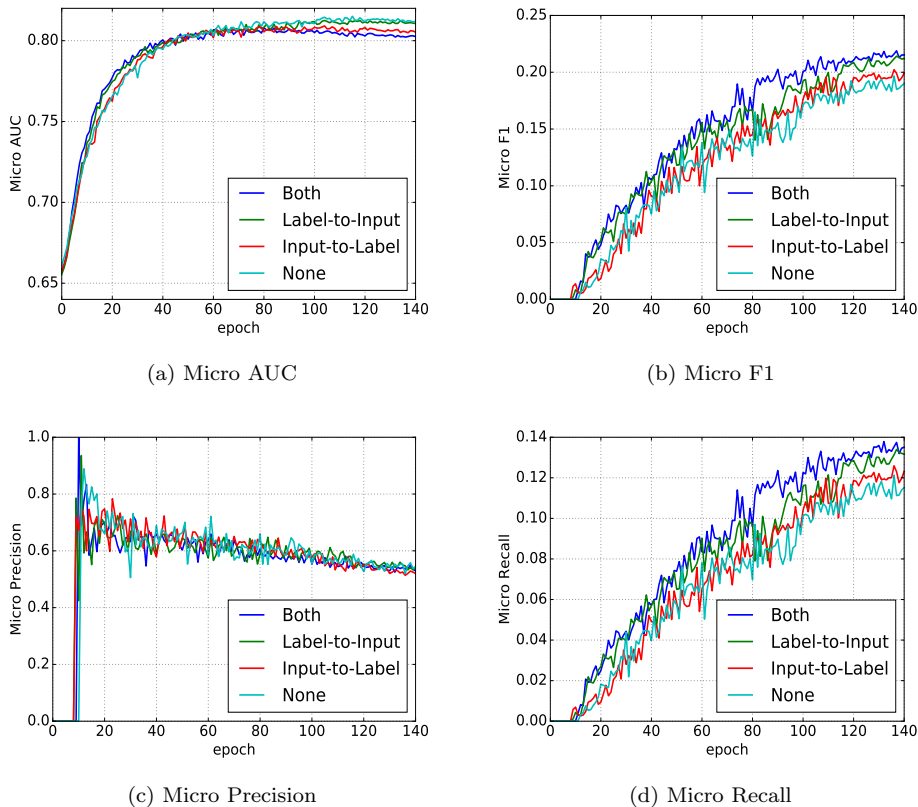 0.80
0.75
0.70
0.65
0 20 40 60 80 100 120 140
Micro AUC
epoch
Both
Label-to-Input
Input-to-Label
None
(a) Micro AUC
0.25
0.20
0.15
0.10
0.05
0.00
0 20 40 60 80 100 120 140
Micro F1
epoch
Both
Label-to-Input
Input-to-Label
None
(b) Micro F1
1.0
0.8
0.6
0.4
0.2
0.0
0 20 40 60 80 100 120 140
Micro Precision
epoch
Both
Label-to-Input
Input-to-Label
None
(c) Micro Precision
0.14
0.12
0.10
0.08
0.06
0.04
0.02
0.00
0 20 40 60 80 100 120 140
Micro Recall
epoch
Both
Label-to-Input
Input-to-Label
None
(d) Micro Recall